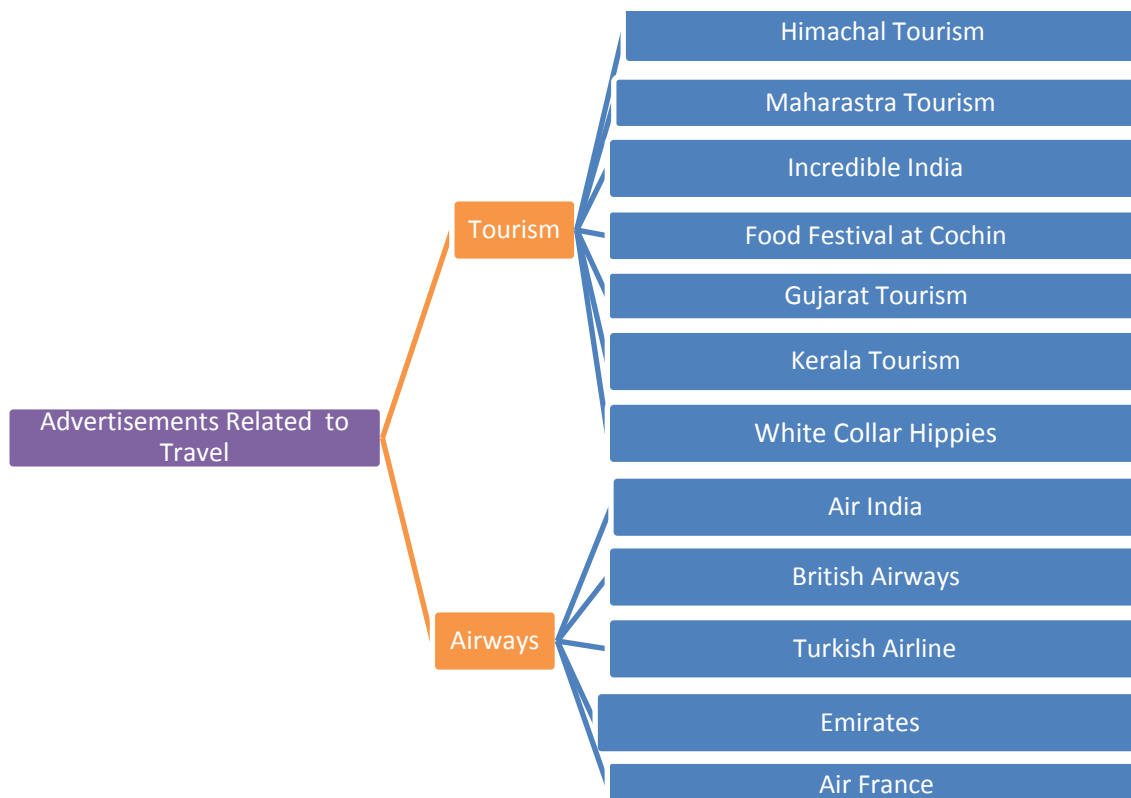 Himachal Tourism
Maharastra Tourism
Incredible India
Tourism
Food Festival at Cochin
Gujarat Tourism
Kerala Tourism
Advertisements Related to
Travel
White Collar Hippies
Air India
British Airways
Airways
Turkish Airline
Emirates
Air France